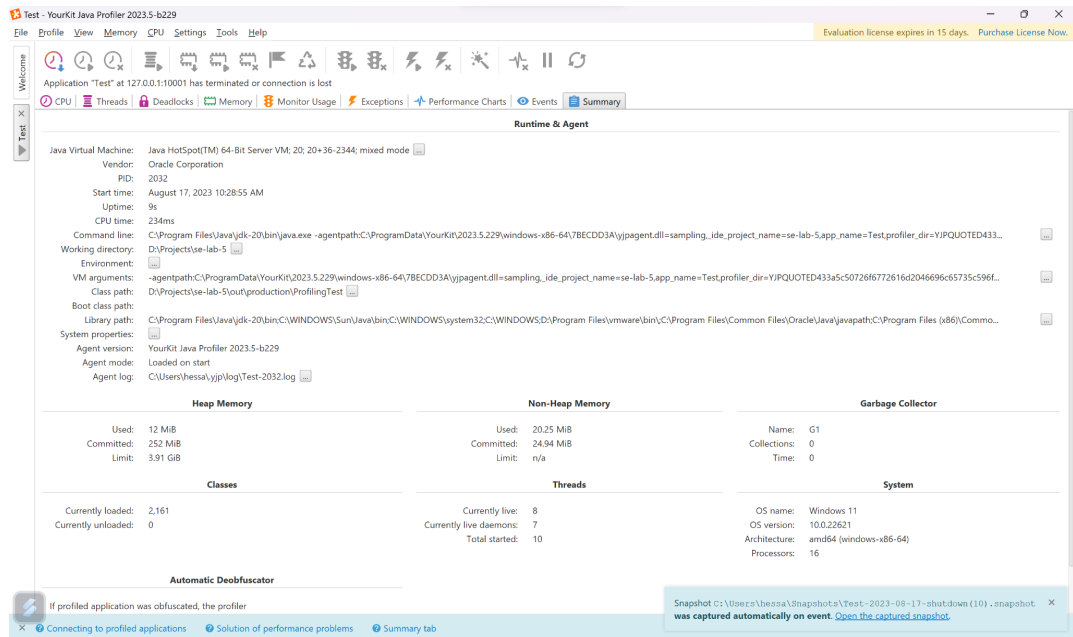 Test - YourKit Java Profiler 2023.5-b229
File Profile View Memory CPU Settings Tools Help
Evaluation license expires in 15 days. Purchase License Now.
Welcome
Application "Test" at 127.0.0.1:10001 has terminated or connection is lost
CPU Threads Deadlocks Memory Monitor Usage Exceptions Performance Charts Events Summary
Test
Runtime & Agent
Java Virtual Machine: Java HotSpot(TM) 64-Bit Server VM; 20; 20+36-2344; mixed mode ...
Vendor: Oracle Corporation
PID: 2032
Start time: August 17, 2023 10:28:55 AM
Uptime: 9s
CPU time: 234ms
Command line: C:\Program Files\Java\jdk-20\bin\java.exe -agentpath:C:\ProgramData\YourKit\2023.5.229\windows-x86-64\7BECDD3A\yjpagent.dll=sampling,_ide_project_name=se-lab-5,app_name=Test,profiler_dir=YJPQUOTED433... ...
Working directory: D:\Projects\se-lab-5 ...
Environment: ...
VM arguments: -agentpath:C:\ProgramData\YourKit\2023.5.229\windows-x86-64\7BECDD3A\yjpagent.dll=sampling,_ide_project_name=se-lab-5,app_name=Test,profiler_dir=YJPQUOTED433a5c50726f6772616d2046696c65735c596f... ...
Class path: D:\Projects\se-lab-5\out\production\ProfilingTest ...
Boot class path:
Library path: C:\Program Files\Java\jdk-20\bin;C:\WINDOWS\Sun\Java\bin;C:\WINDOWS\system32;C:\WINDOWS;D:\Program Files\vmware\bin\;C:\Program Files\Common Files\Oracle\Java\javapath;C:\Program Files (x86)\Commo... ...
System properties: ...
Agent version: YourKit Java Profiler 2023.5-b229
Agent mode: Loaded on start
Agent log: C:\Users\hessa\.yjp\log\Test-2032.log ...
Heap Memory Non-Heap Memory Garbage Collector
Used: 12 MiB Used: 20.25 MiB Name: G1
Committed: 252 MiB Committed: 24.94 MiB Collections: 0
Limit: 3.91 GiB Limit: n/a Time: 0
Classes Threads System
Currently loaded: 2,161 Currently live: 8 OS name: Windows 11
Currently unloaded: 0 Currently live daemons: 7 OS version: 10.0.22621
Total started: 10 Architecture: amd64 (windows-x86-64)
Processors: 16
Automatic Deobfuscator
If profiled application was obfuscated, the profiler
Snapshot C:\Users\hessa\Snapshots\Test-2023-08-17-shutdown(10).snapshot
was captured automatically on event. Open the captured snapshot.
Connecting to profiled applications Solution of performance problems Summary tab